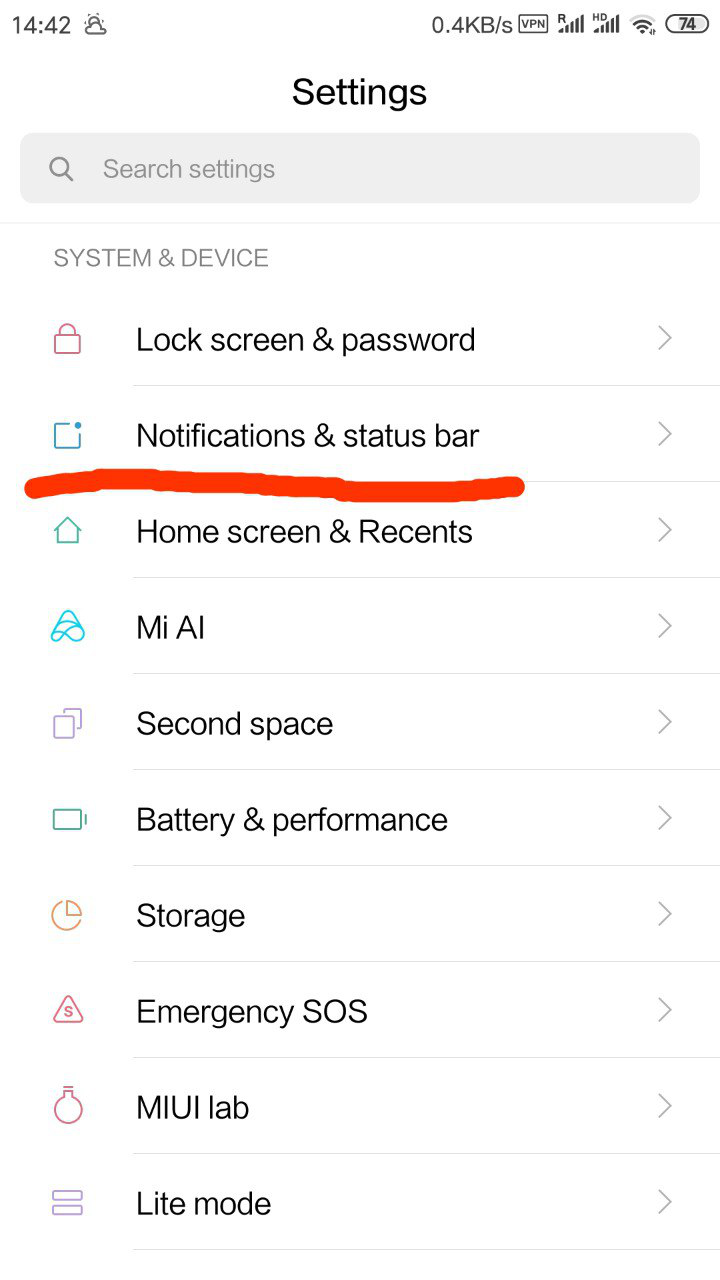 14:42 0.4KB/s VPN R HD 74
Settings
Search settings
SYSTEM & DEVICE
Lock screen & password
Notifications & status bar
Home screen & Recents
Mi AI
Second space
Battery & performance
Storage
S Emergency SOS
MIUI lab
Lite mode